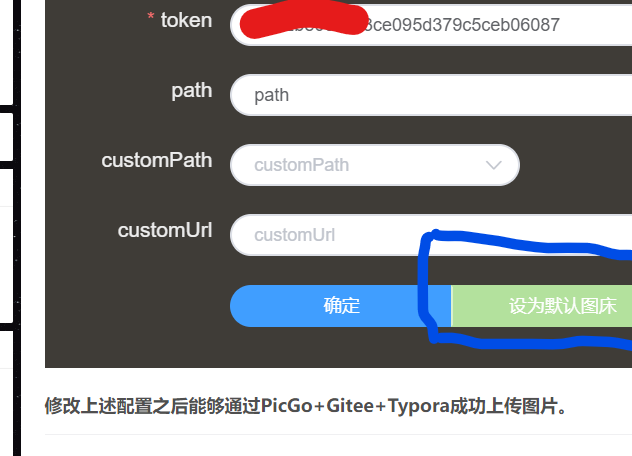 * token
3ce095d379c5ceb06087
path path
customPath customPath
customUrl customUrl
确定 设为默认图床
修改上述配置之后能够通过PicGo+Gitee+Typora成功上传图片。